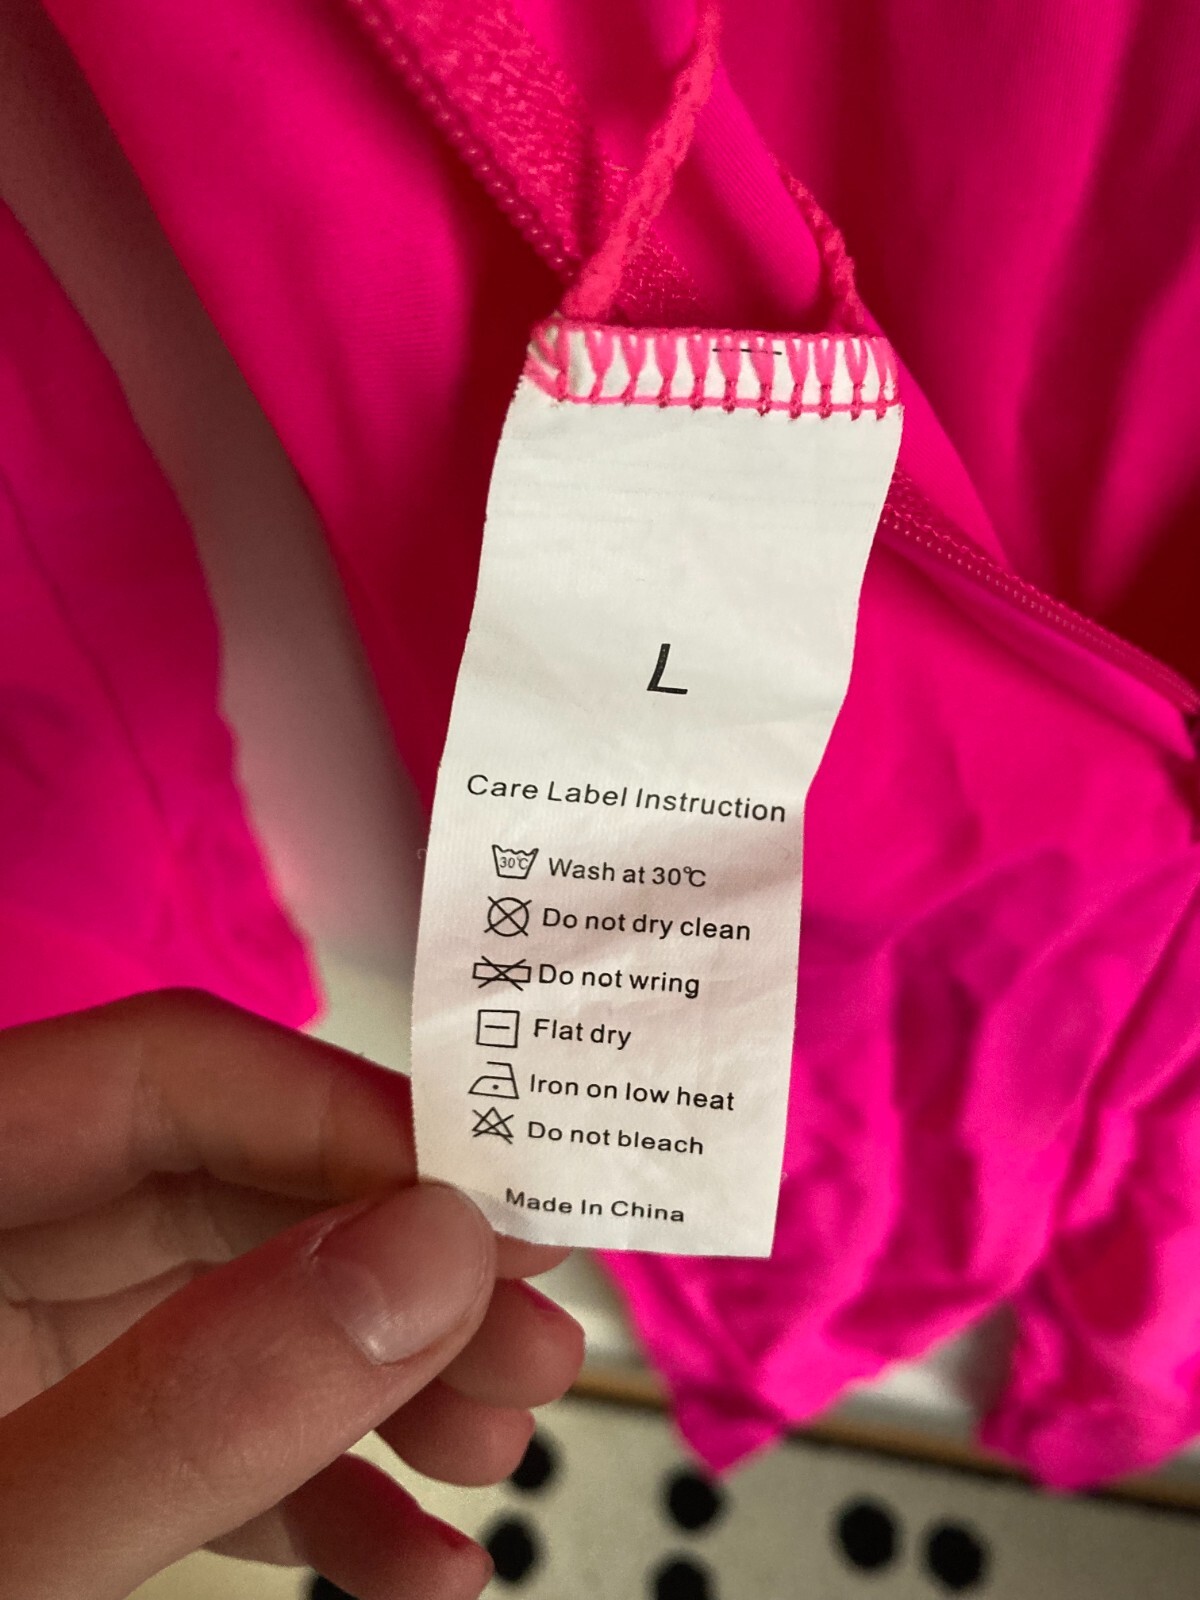 L
Care Label Instruction
30℃ Wash at 30℃
Do not dry clean
Do not wring
Flat dry
Iron on low heat
Do not bleach
Made In China